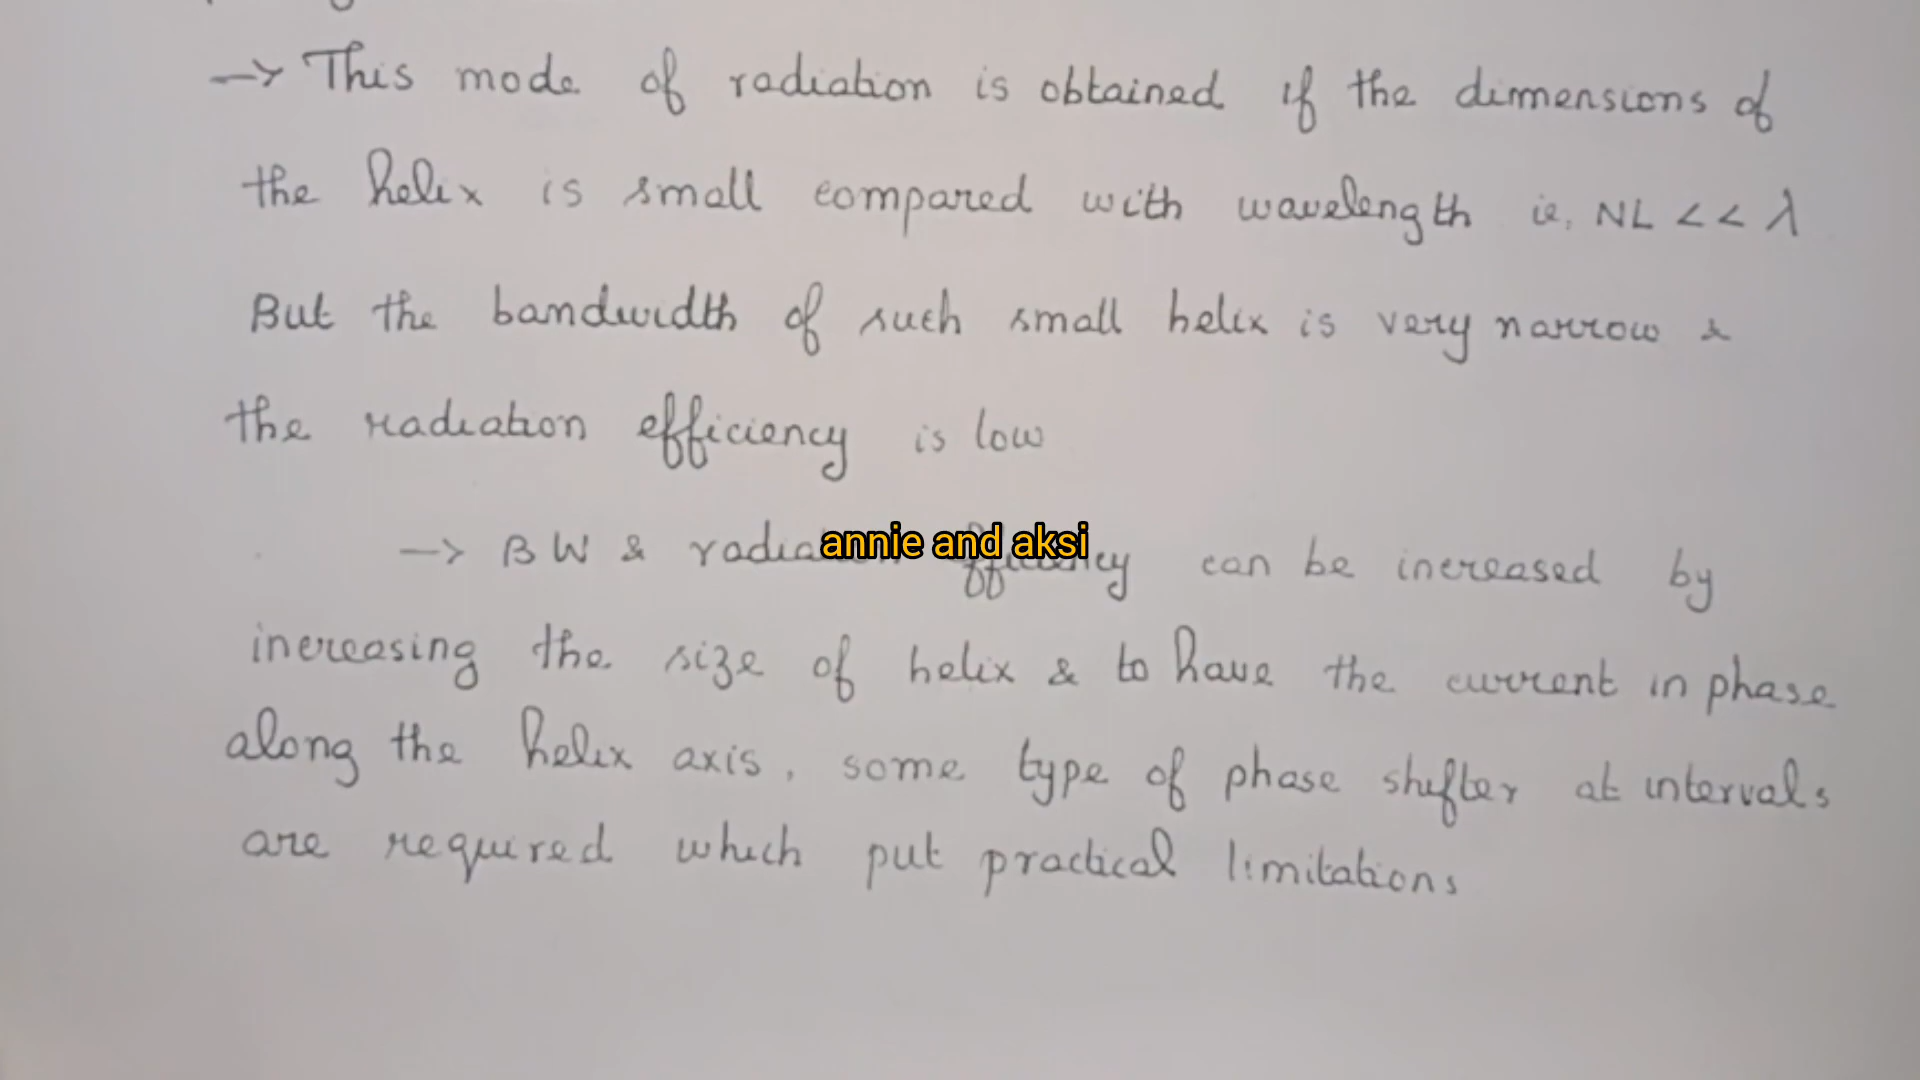 → This mode of radiation is obtained if the dimensions of
the helix is small compared with wavelength ie, NL << λ
But the bandwidth of such small helix is very narrow &
the radiation efficiency is low
→ BW & radiation efficiency can be increased by
annie and aksi
increasing the size of helix & to have the current in phase
along the helix axis, some type of phase shifter at intervals
are required which put practical limitations